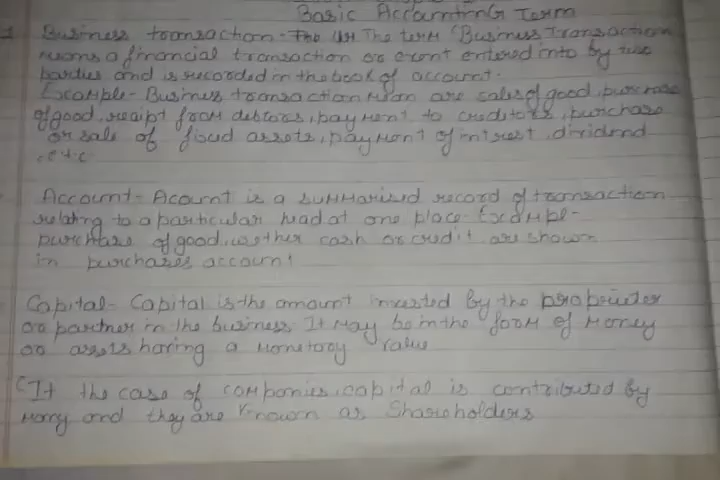 Basic Accounting Term
1 Business transaction - The term "Business Transaction
means a financial transaction or event entered into by two
parties and is recorded in the book of account.
Example - Business transaction are sales of good, purchase
of good, receipt from debtors, payment to creditors, purchase
or sale of fixed assets, payment of intrest, dividend
etc
Account - Acount is a summarised record of transaction
relating to a particular head at one place. Example -
purchase of good, wether cash or credit are shown
in purchases account
Capital - Capital is the amount invested by the
or partner in the business It may be in the form of money
or assets having a monetory value
(It the case of companies, capital is contributed by
many and they are known as Shareholders